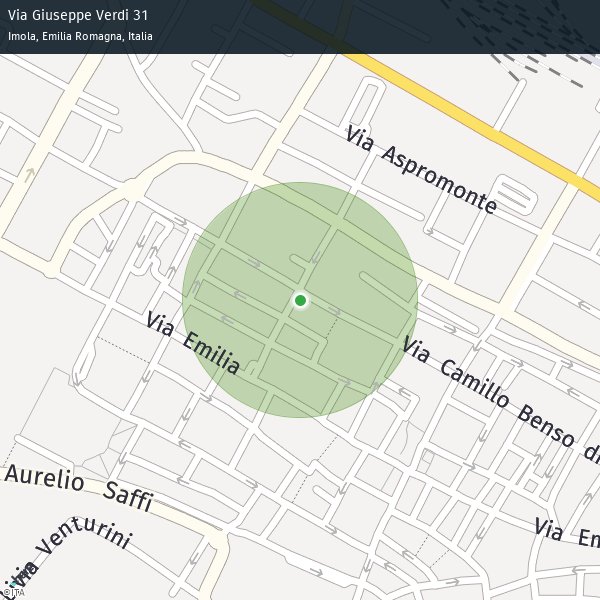 Via Giuseppe Verdi 31
Imola, Emilia Romagna, Italia
Via Aspromonte
Via Emilia
Via Camillo Benso di
Aurelio Saffi
Via Em
Via Venturini